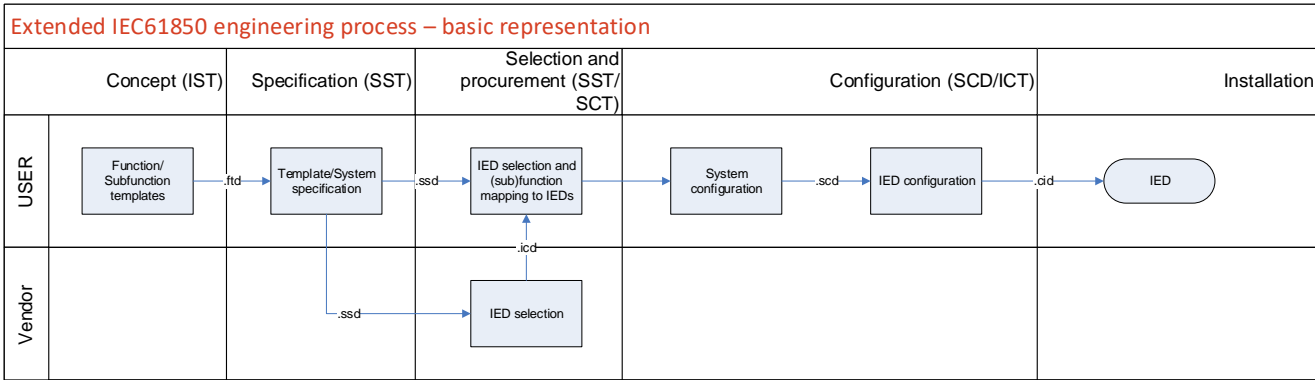 Extended IEC61850 engineering process – basic representation
Concept (IST)
Specification (SST)
Selection and
procurement (SST/
SCT)
Configuration (SCD/ICT)
Installation
USER
Function/
Subfunction
templates
.ftd
Template/System
specification
.ssd
IED selection and
(sub)function
mapping to IEDs
System
configuration
.scd
IED configuration
.cid
IED
.icd
Vendor
.ssd
IED selection